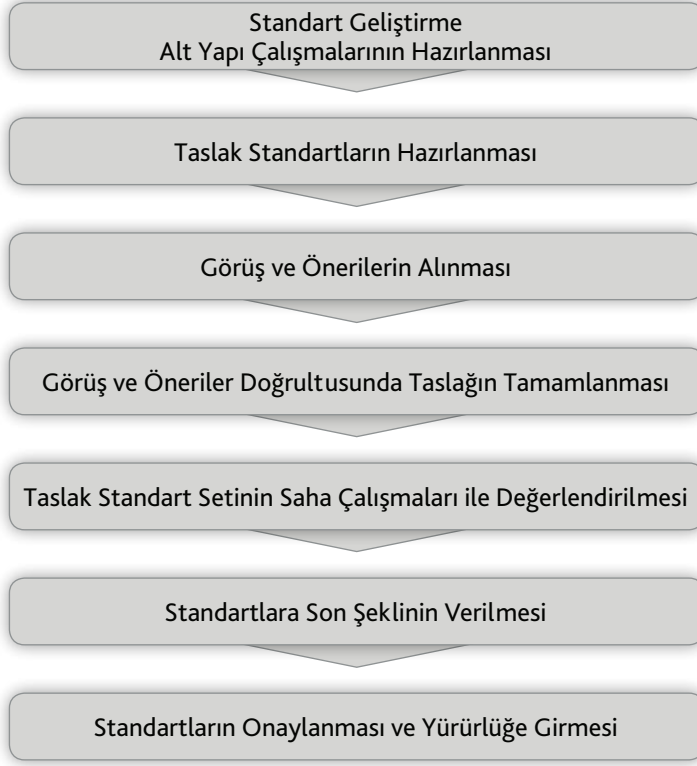 Standart Geliştirme
Alt Yapı Çalışmalarının Hazırlanması
Taslak Standartların Hazırlanması
Görüş ve Önerilerin Alınması
Görüş ve Öneriler Doğrultusunda Taslağın Tamamlanması
Taslak Standart Setinin Saha Çalışmaları ile Değerlendirilmesi
Standartlara Son Şeklinin Verilmesi
Standartların Onaylanması ve Yürürlüğe Girmesi